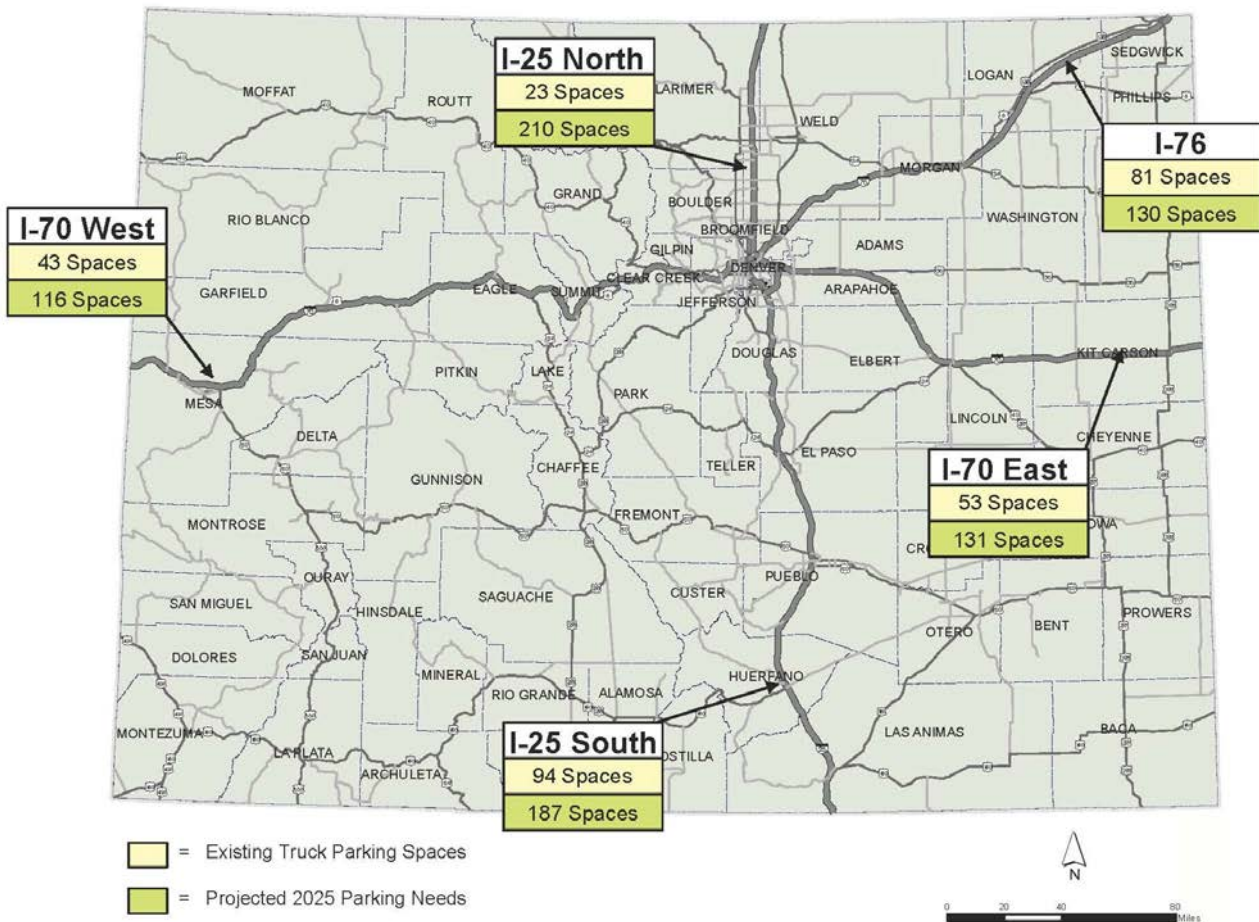 SEDGWICK
LOGAN
PHILLIPS
MOFFAT
ROUTT
LARIMER
WELD
I-25 North
23 Spaces
210 Spaces
I-76
81 Spaces
130 Spaces
MORGAN
GRAND
BOULDER
WASHINGTON
RIO BLANCO
BROOMFIELD
ADAMS
GILPIN
I-70 West
43 Spaces
116 Spaces
GARFIELD
EAGLE
SUMMIT
CLEAR CREEK
DENVER
ARAPAHOE
JEFFERSON
DOUGLAS
ELBERT
KIT CARSON
PITKIN
LAKE
PARK
MESA
LINCOLN
DELTA
CHEYENNE
CHAFFEE
TELLER
EL PASO
GUNNISON
I-70 East
53 Spaces
131 Spaces
MONTROSE
FREMONT
OWA
CR
PUEBLO
OURAY
CUSTER
SAGUACHE
SAN MIGUEL
HINSDALE
PROWERS
BENT
OTERO
DOLORES
SAN JUAN
MINERAL
HUERFANO
RIO GRANDE
ALAMOSA
MONTEZUMA
LA PLATA
ARCHULETA
I-25 South
94 Spaces
187 Spaces
OSTILLA
LAS ANIMAS
BACA
= Existing Truck Parking Spaces
= Projected 2025 Parking Needs
N
0 20 40 80
Miles